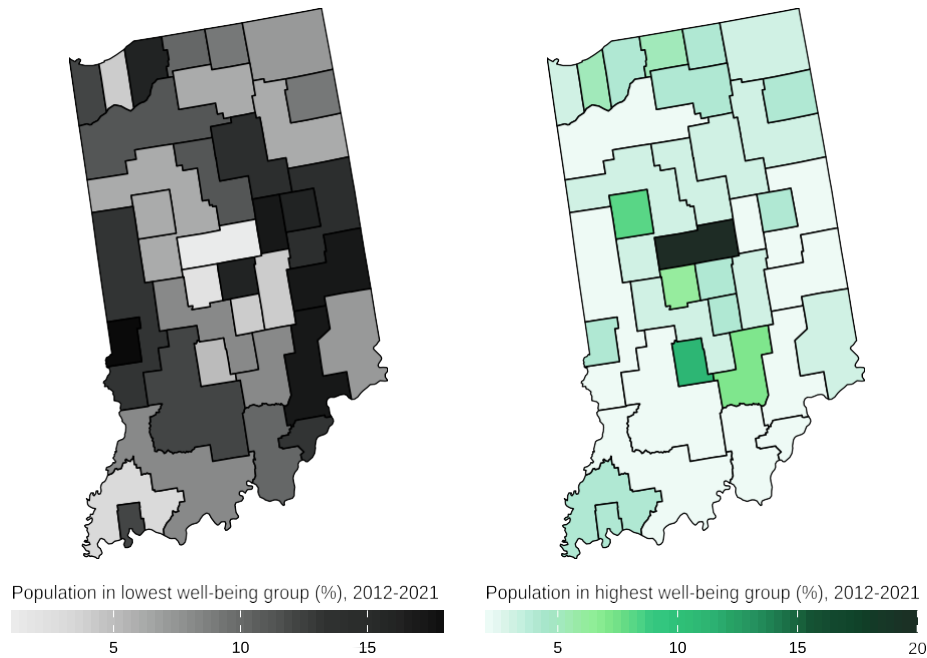 Population in lowest well-being group (%), 2012-2021
5 10 15
Population in highest well-being group (%), 2012-2021
5 10 15 20